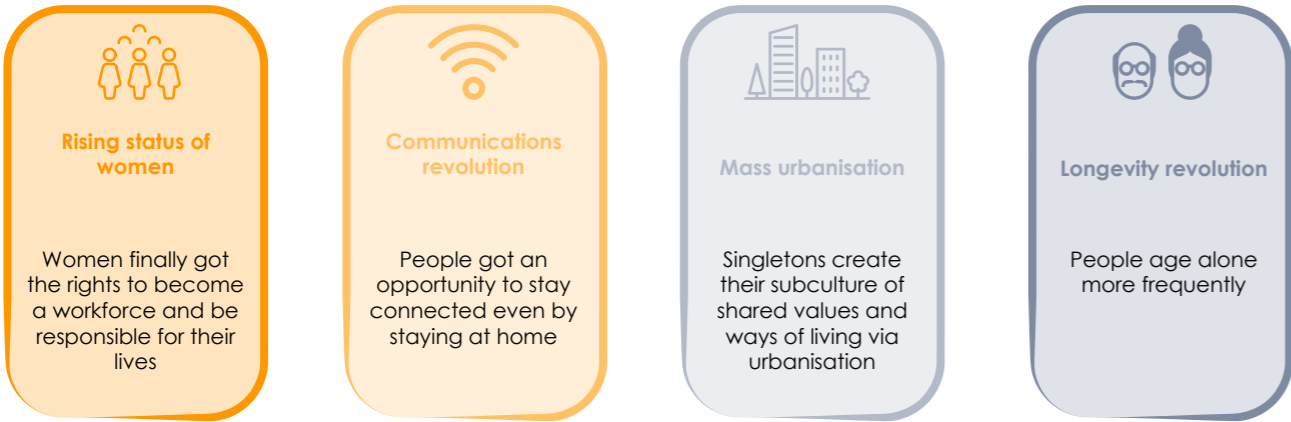 Rising status of
women
Women finally got
the rights to become
a workforce and be
responsible for their
lives
Communications
revolution
People got an
opportunity to stay
connected even by
staying at home
Mass urbanisation
Singletons create
their subculture of
shared values and
ways of living via
urbanisation
Longevity revolution
People age alone
more frequently